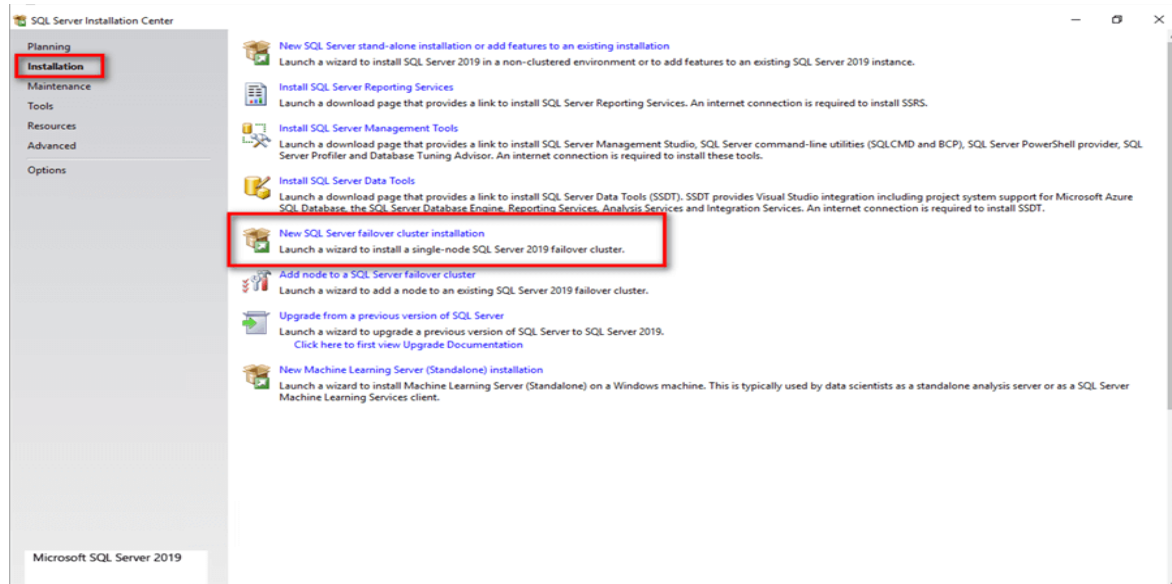 SQL Server Installation Center
Planning
Installation
Maintenance
Tools
Resources
Advanced
Options
New SQL Server stand-alone installation or add features to an existing installation
Launch a wizard to install SQL Server 2019 in a non-clustered environment or to add features to an existing SQL Server 2019 instance.
Install SQL Server Reporting Services
Launch a download page that provides a link to install SQL Server Reporting Services. An internet connection is required to install SSRS.
Install SQL Server Management Tools
Launch a download page that provides a link to install SQL Server Management Studio, SQL Server command-line utilities (SQLCMD and BCP), SQL Server PowerShell provider, SQL
Server Profiler and Database Tuning Advisor. An internet connection is required to install these tools.
Install SQL Server Data Tools
Launch a download page that provides a link to install SQL Server Data Tools (SSDT). SSDT provides Visual Studio integration including project system support for Microsoft Azure
SQL Database, the SQL Server Database Engine, Reporting Services, Analysis Services and Integration Services. An internet connection is required to install SSDT.
New SQL Server failover cluster installation
Launch a wizard to install a single-node SQL Server 2019 failover cluster.
Add node to a SQL Server failover cluster
Launch a wizard to add a node to an existing SQL Server 2019 failover cluster.
Upgrade from a previous version of SQL Server
Launch a wizard to upgrade a previous version of SQL Server to SQL Server 2019.
Click here to first view Upgrade Documentation
New Machine Learning Server (Standalone) installation
Launch a wizard to install Machine Learning Server (Standalone) on a Windows machine. This is typically used by data scientists as a standalone analysis server or as a SQL Server
Machine Learning Services client.
Microsoft SQL Server 2019